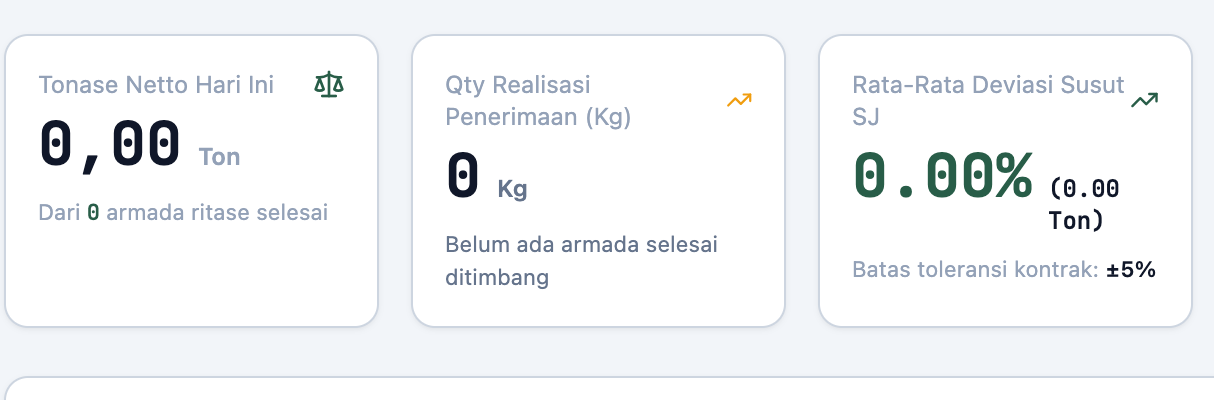 Tonase Netto Hari Ini
0,00 Ton
Dari 0 armada ritase selesai
Qty Realisasi
Penerimaan (Kg)
0 Kg
Belum ada armada selesai
ditimbang
Rata-Rata Deviasi Susut
SJ
0.00% (0.00
Ton)
Batas toleransi kontrak: ±5%